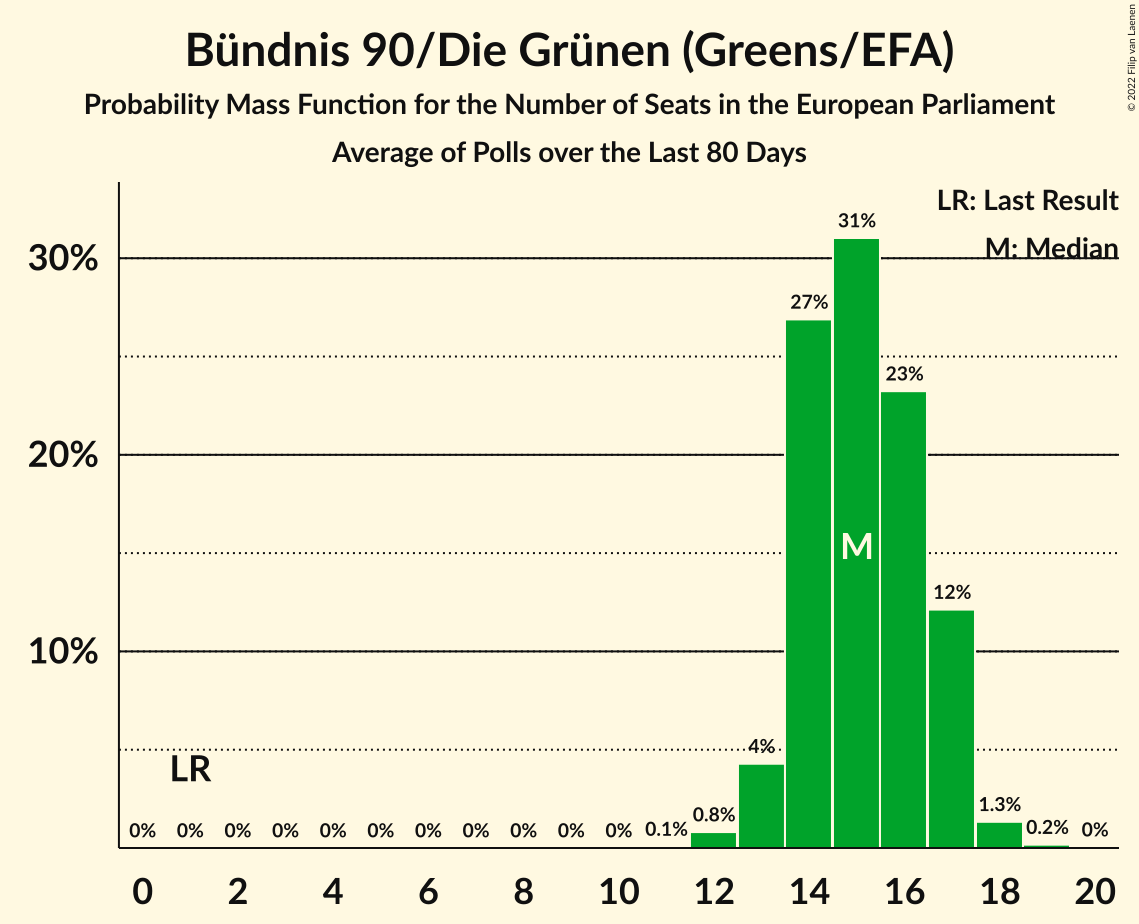 Bündnis 90/Die Grünen (Greens/EFA)
Probability Mass Function for the Number of Seats in the European Parliament
Average of Polls over the Last 80 Days
© 2022 Filip van Laenen
LR: Last Result
M: Median
30%
20%
10%
31%
27%
23%
M
12%
4%
LR
0% 0% 0% 0% 0% 0% 0% 0% 0% 0% 0% 0.1% 0.8% 1.3% 0.2% 0%
0 2 4 6 8 10 12 14 16 18 20